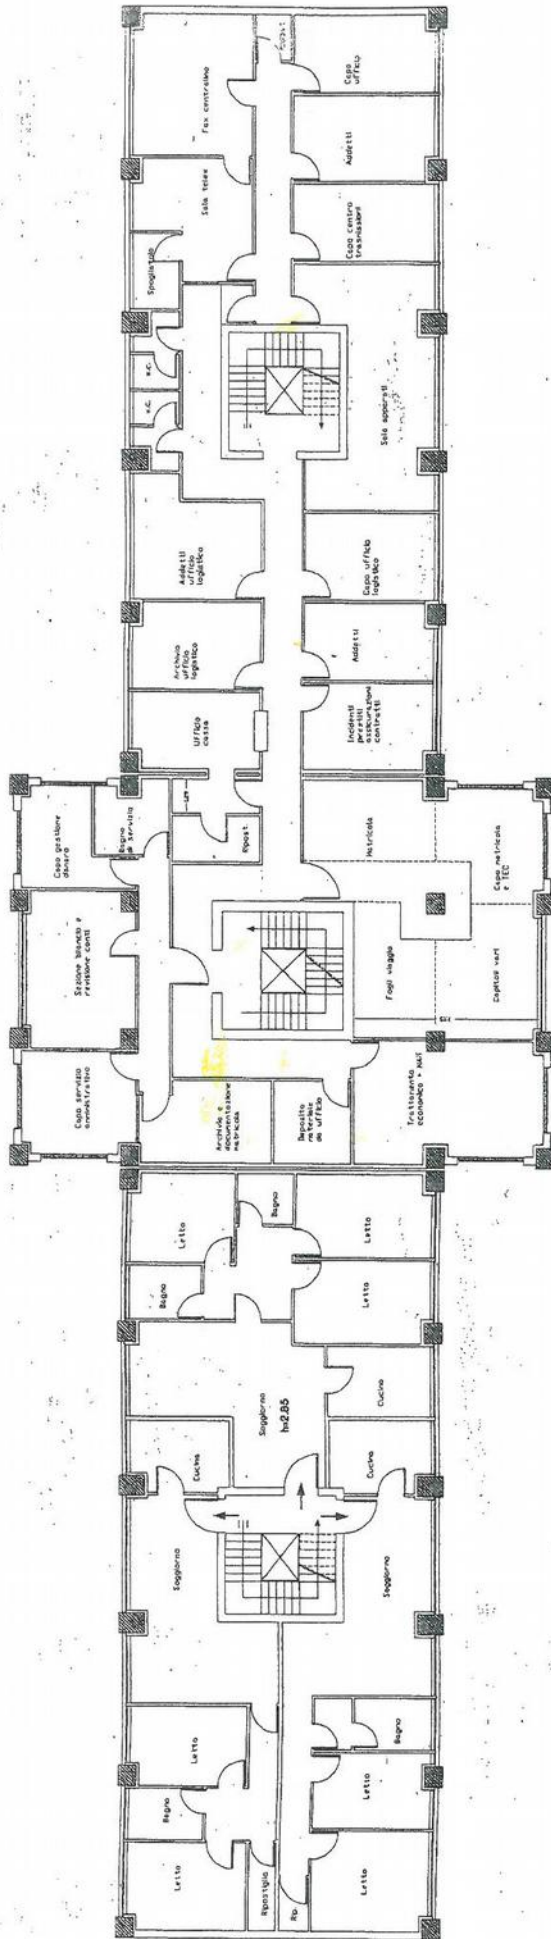 Ripost
Fax centralino
Capo
ufficio
Addetti
Sala telex
Capo centro
trasmissioni
Spogliatoio
w.c.
w.c.
Sala apparati
Addetti
ufficio
logistico
Capo ufficio
logistico
Archivio
ufficio
logistico
Addetti
Ufficio
cassa
Incidenti
prestiti
assicurazioni
contratti
Ripost.
Capo gestione
danaro
Bagno
di servizio
Matricola
Capo matricola
e TEC
Sezione bilancio e
revisione conti
Fogli viaggio
Capitoli vari
Capo servizio
amministrativo
Archivio e
documentazione
matricola
Deposito
materiale
da ufficio
Trattamento
economico + NAS
Letto
Bagno
Letto
Bagno
Letto
Soggiorno
h=2.85
Cucina
Cucina
Cucina
Soggiorno
Soggiorno
Letto
Bagno
Bagno
Letto
Letto
Ripostiglio
Rip.
Letto